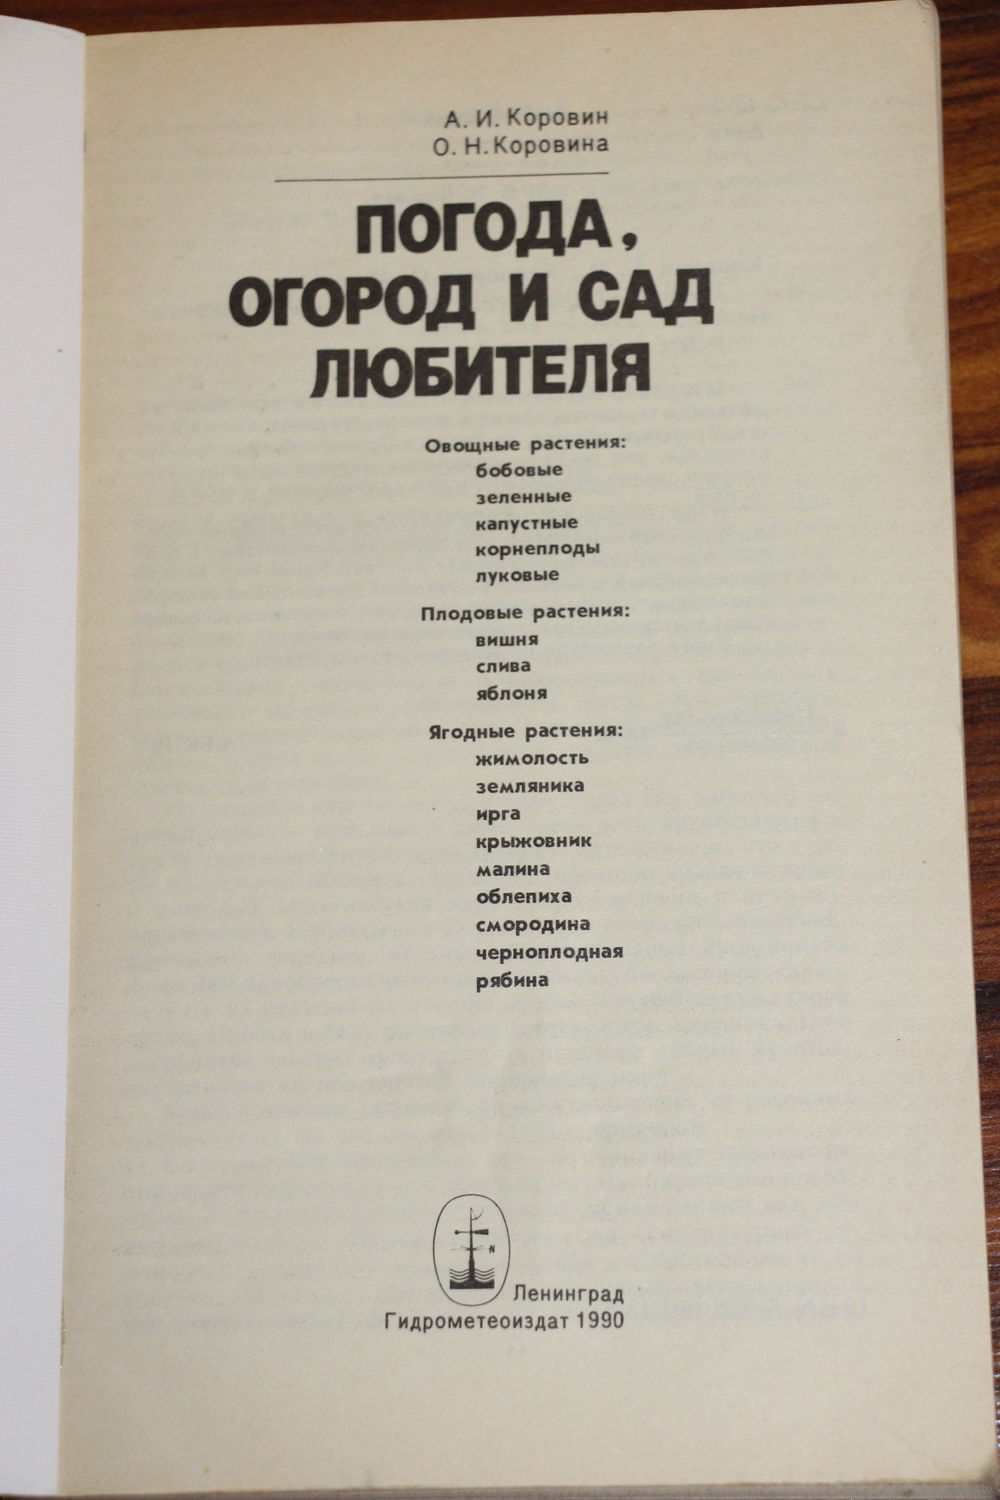 А. И. Коровин
О. Н. Коровина
ПОГОДА,
ОГОРОД И САД
ЛЮБИТЕЛЯ
Овощные растения:
бобовые
зеленные
капустные
корнеплоды
луковые
Плодовые растения:
вишня
слива
яблоня
Ягодные растения:
жимолость
земляника
ирга
крыжовник
малина
облепиха
смородина
черноплодная
рябина
N
Ленинград
Гидрометеоиздат 1990